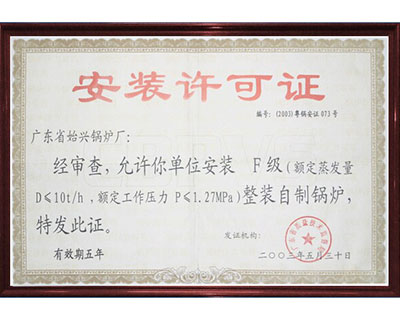 安装许可证
编号：(2003)粤锅安证073号
广东省始兴锅炉厂：
经审查，允许你单位安装 F级(额定蒸发量
D≤10t/h，额定工作压力 P≤1.27MPa)整装自制锅炉，
特发此证。
发证机构：
有效期五年
二〇〇三年五月三十日